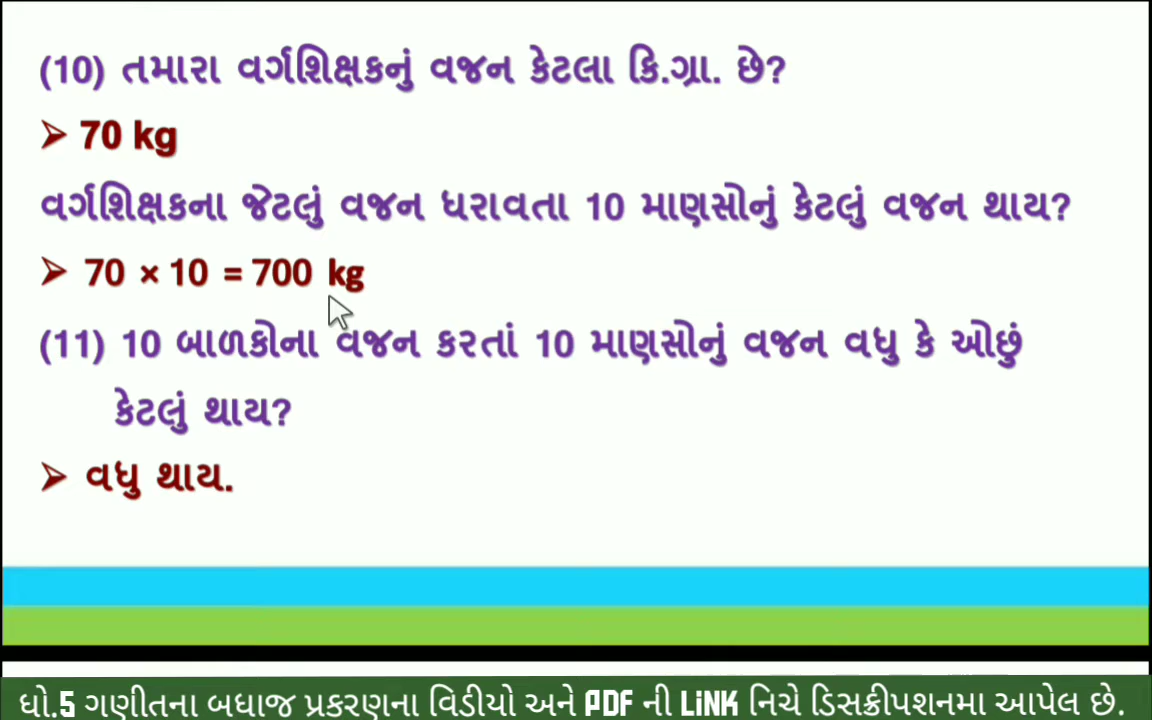 (10) તમારા વર્ગશિક્ષકનું વજન કેટલા કિ.ગ્રા. છે?
➢ 70 kg
વર્ગશિક્ષકના જેટલું વજન ધરાવતા 10 માણસોનું કેટલું વજન થાય?
➢ 70 × 10 = 700 kg
(11) 10 બાળકોના વજન કરતાં 10 માણસોનું વજન વધુ કે ઓછું
કેટલું થાય?
➢ વધુ થાય.
ધો.5 ગણીતના બધાજ પ્રકરણના વિડીયો અને PDF ની LiNK નિચે ડિસક્રીપશનમા આપેલ છે.